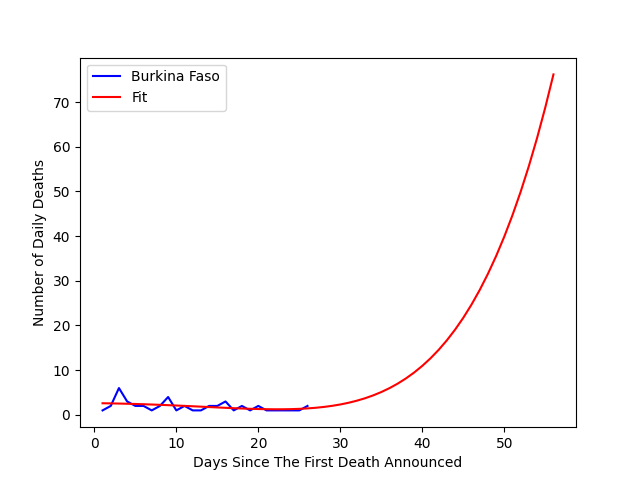 Burkina Faso
Fit
70
60
50
40
30
20
10
0
Number of Daily Deaths
0 10 20 30 40 50
Days Since The First Death Announced